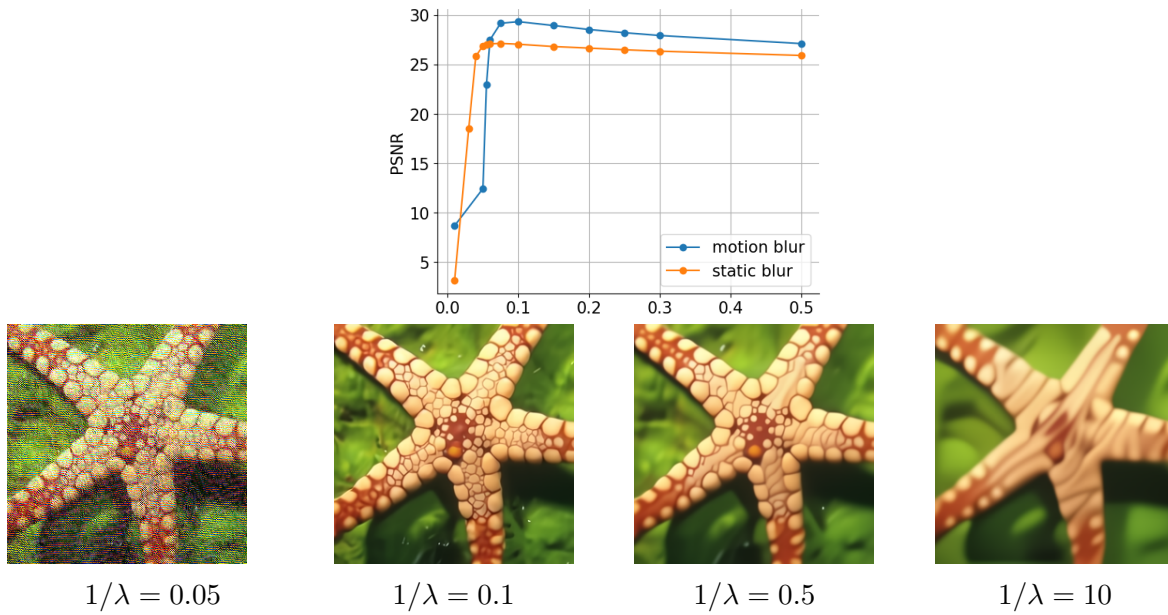 30
25
20
15
10
5
PSNR
motion blur
static blur
0.0 0.1 0.2 0.3 0.4 0.5
1/λ = 0.05 1/λ = 0.1 1/λ = 0.5 1/λ = 10